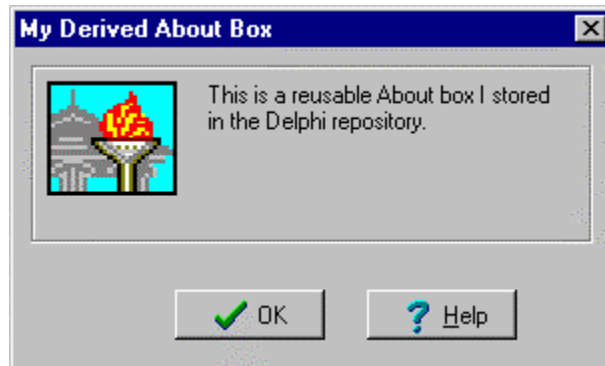 My Derived About Box
This is a reusable About box I stored
in the Delphi repository.
OK
Help